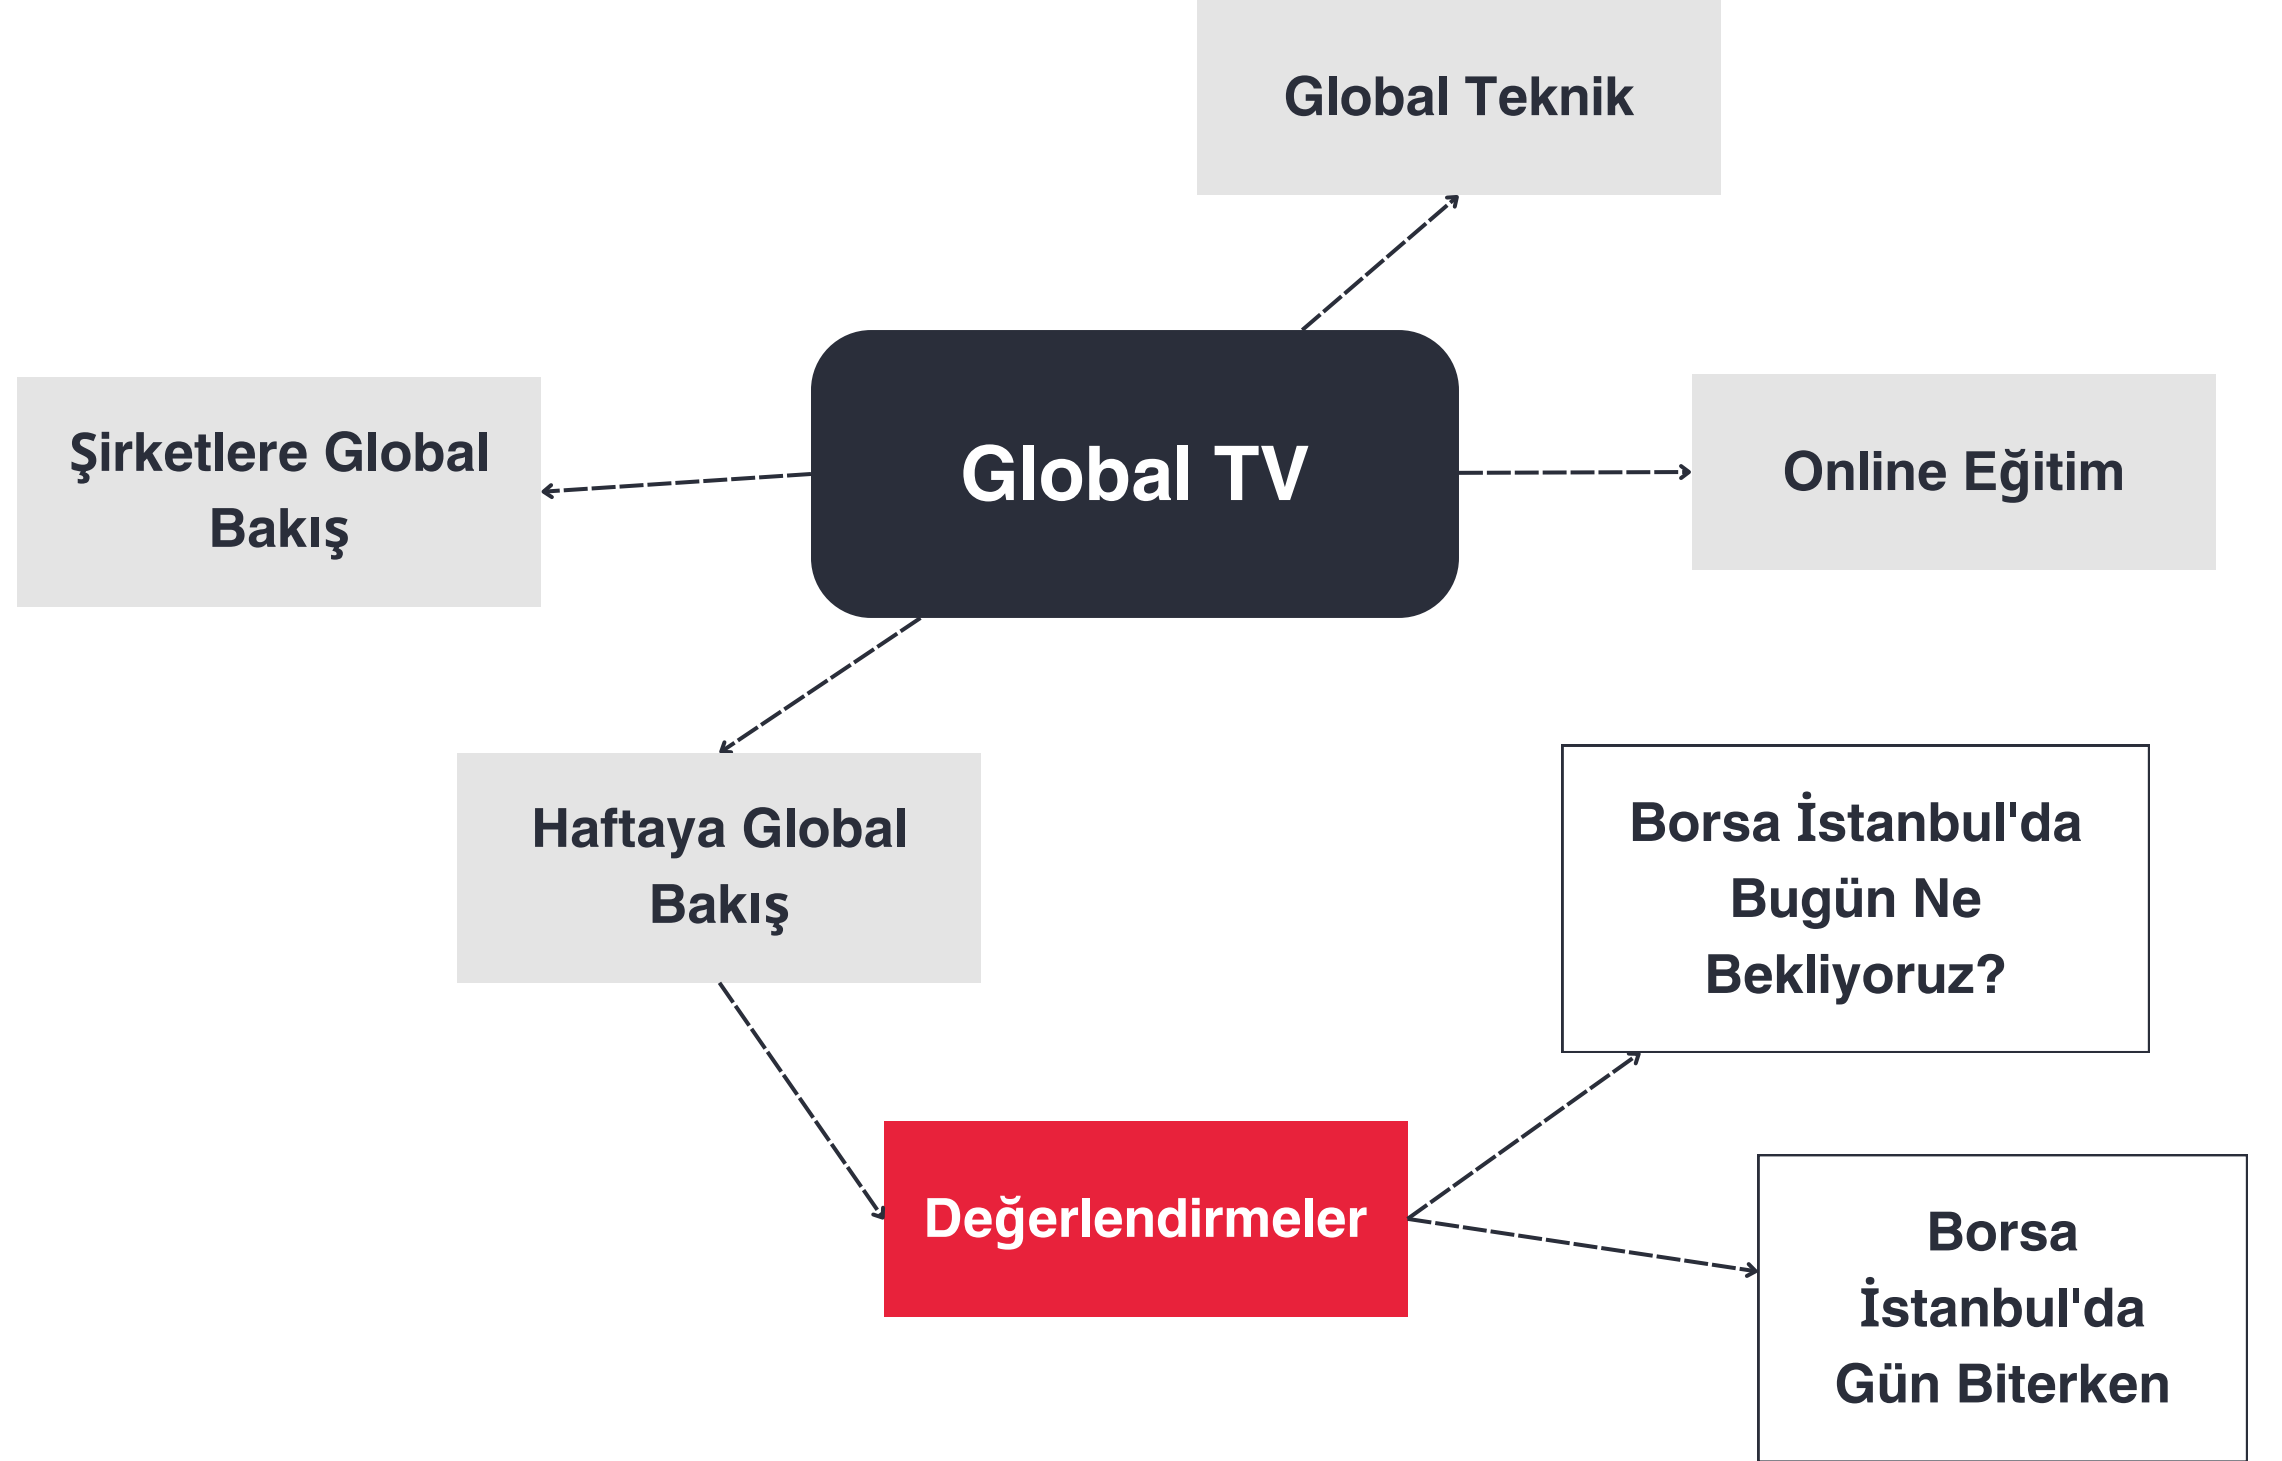 Global Teknik
Şirketlere Global
Bakış
Global TV
Online Eğitim
Haftaya Global
Bakış
Borsa İstanbul'da
Bugün Ne
Bekliyoruz?
Değerlendirmeler
Borsa
İstanbul'da
Gün Biterken